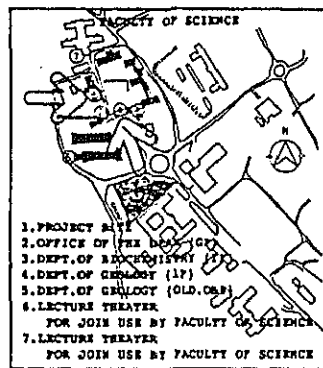 FACULTY OF SCIENCE
N
1.PROJECT SITE
2.OFFICE OF THE DEAN (GF)
3.DEPT.OF BIOCHEMISTRY
4.DEPT.OF GEOLOGY (1F)
5.DEPT.OF GEOLOGY (OLD.O&B)
6.LECTURE THEATER
FOR JOIN USE BY FACULTY OF SCIENCE
7.LECTURE THEATER
FOR JOIN USE BY FACULTY OF SCIENCE